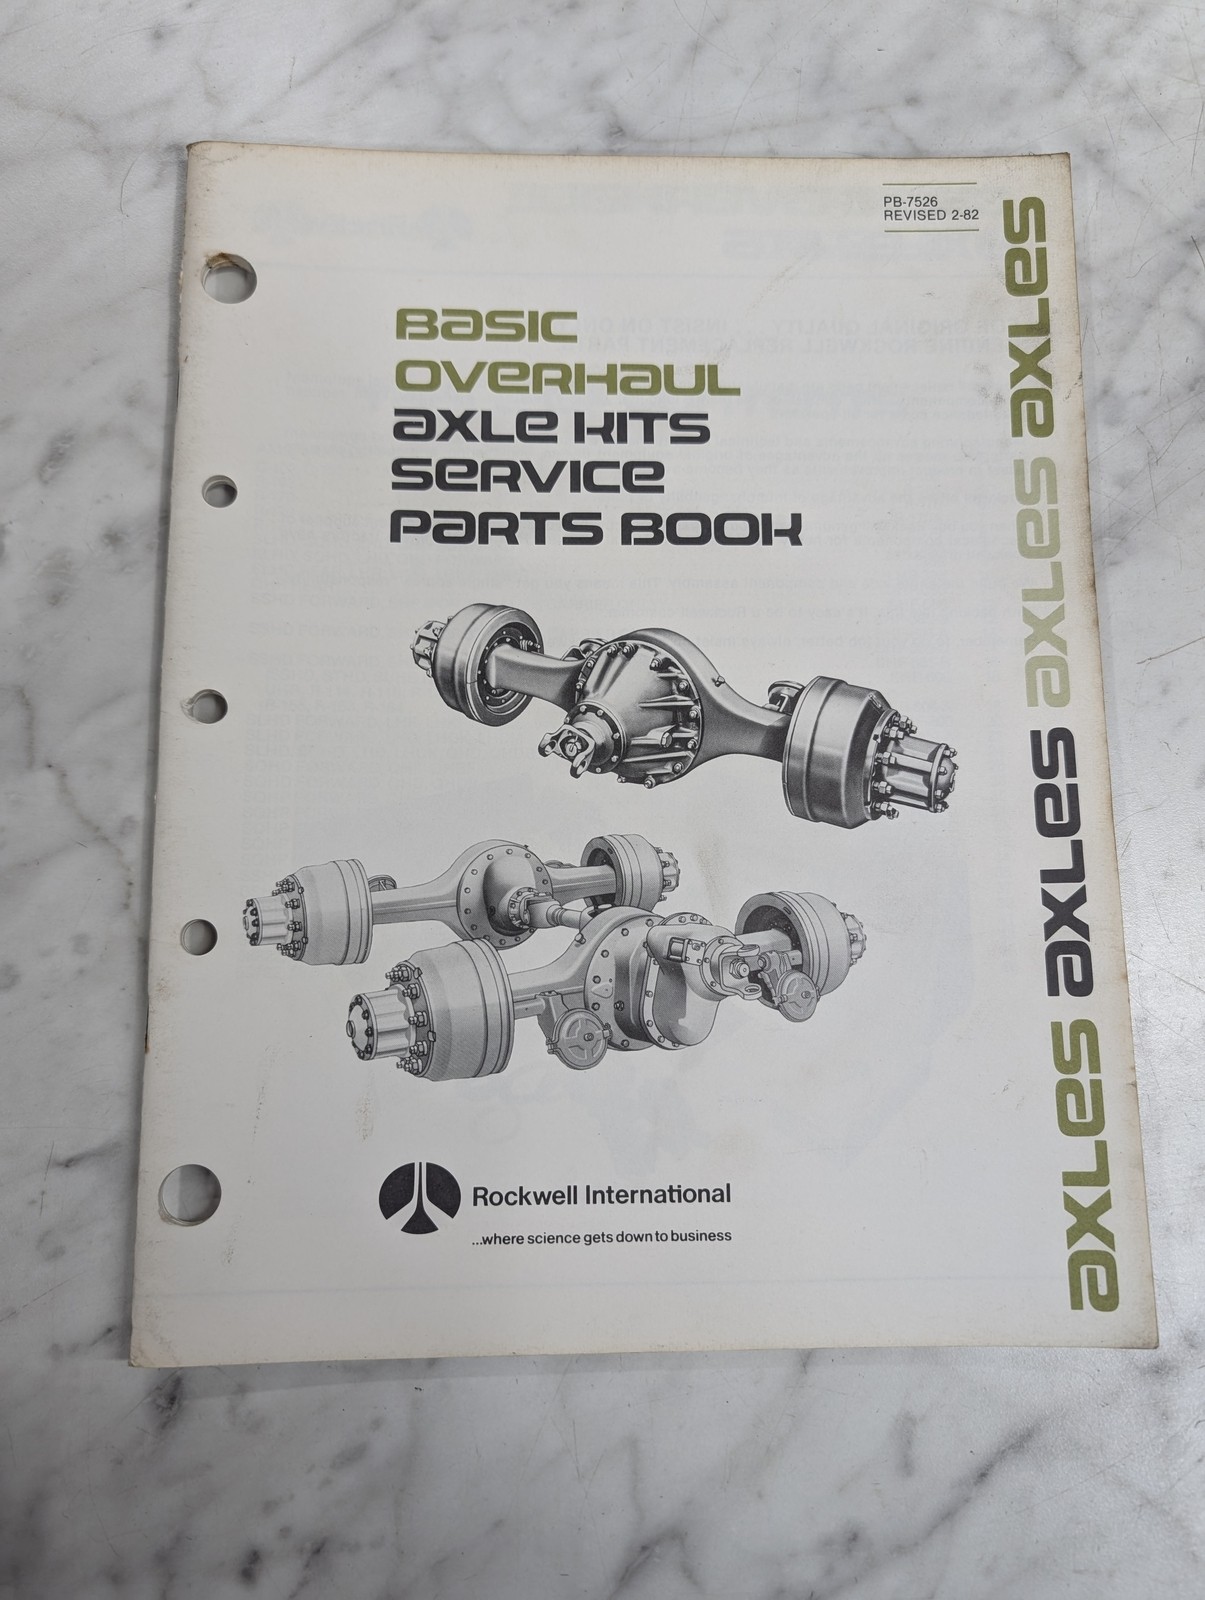 PB-7526
REVISED 2-82
BasIC
OVeRHaUL
aXLe KITS
SeRVICe
PaRTS BOOK
axles axles axles axles
Rockwell International
...where science gets down to business